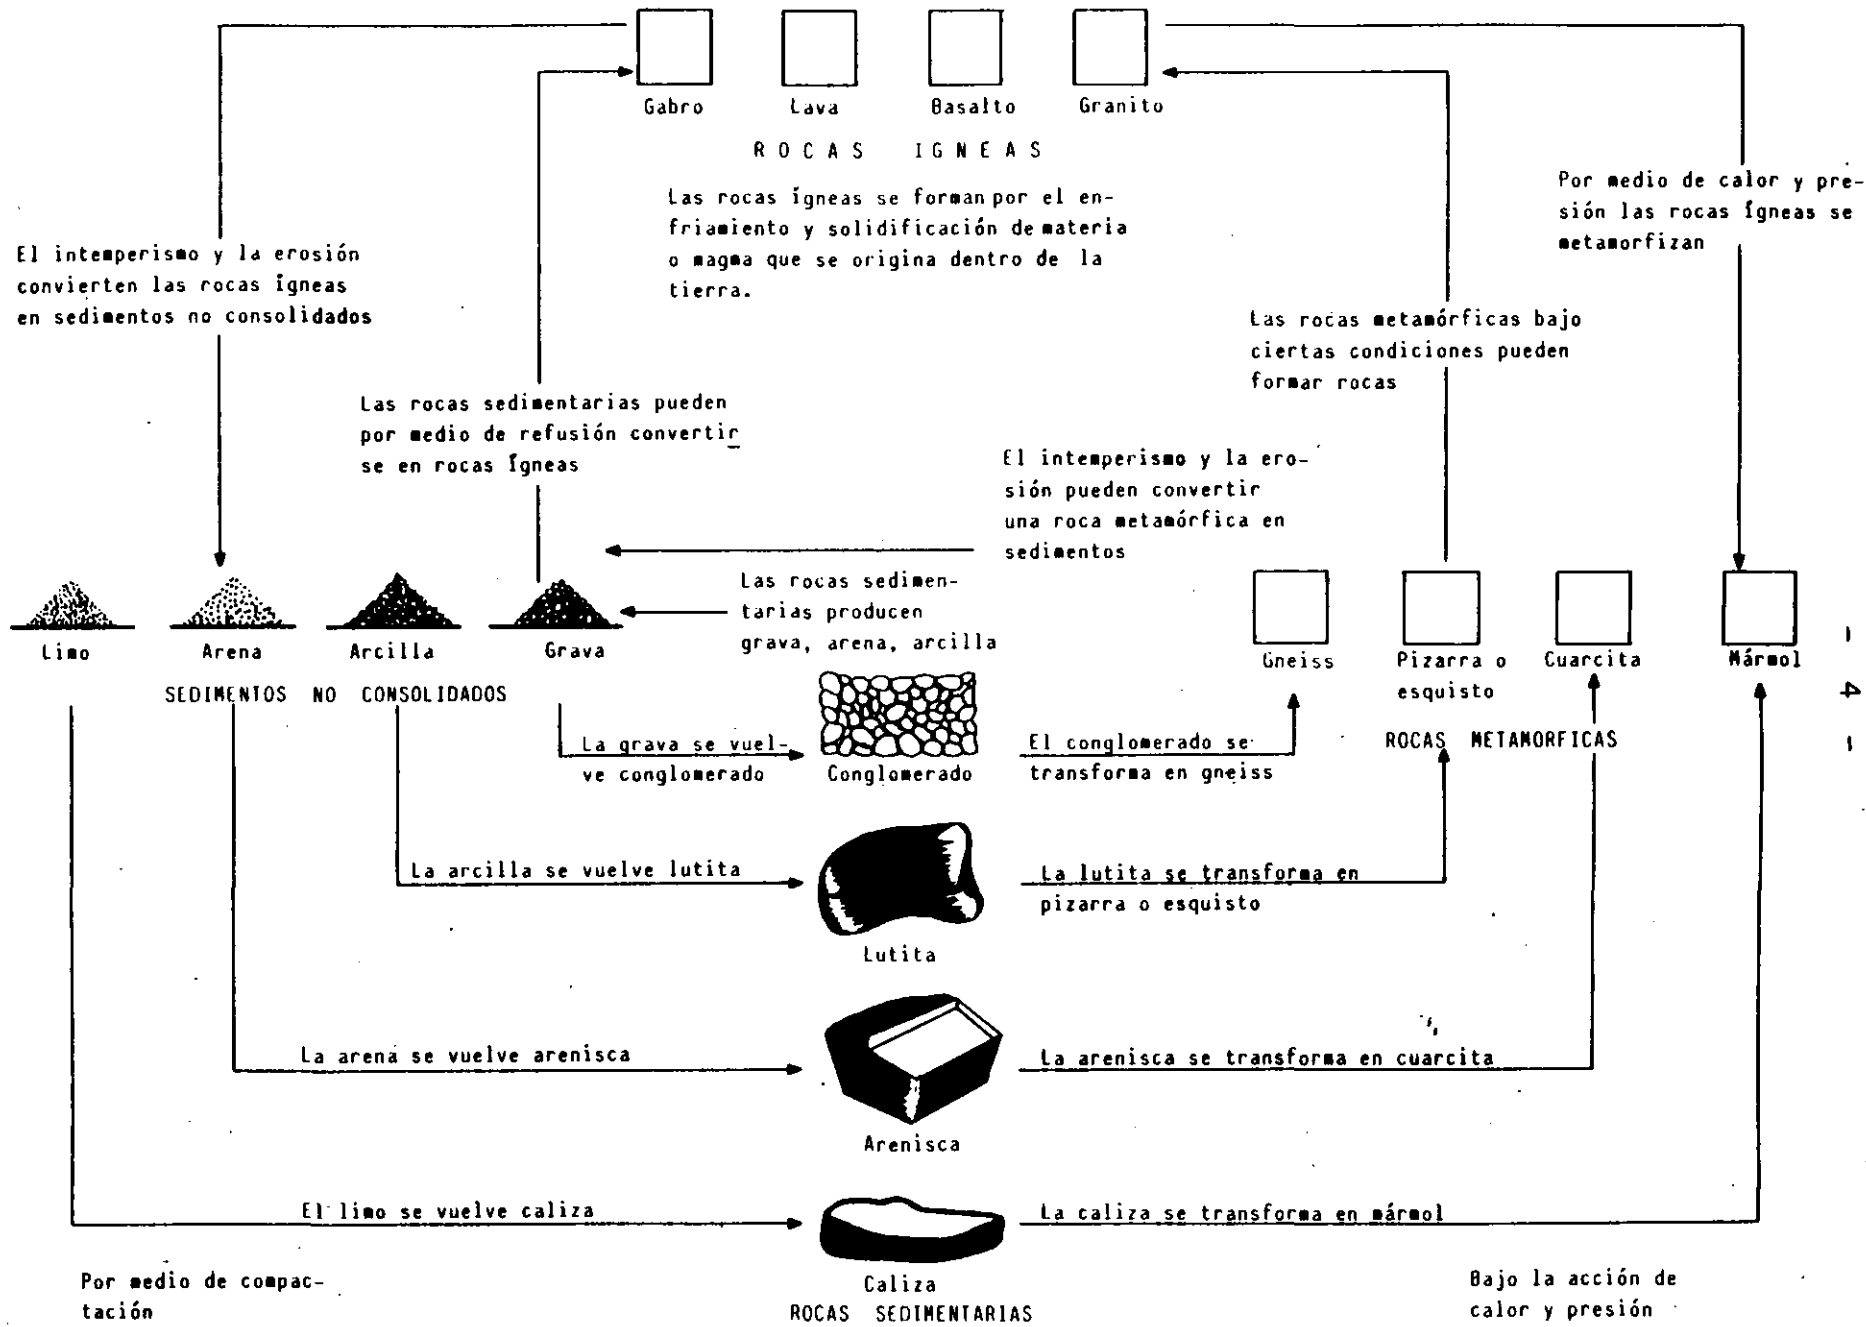 Gabro Lava Basalto Granito
ROCAS IGNEAS
Las rocas ígneas se forman por el en-
friamiento y solidificación de materia
o magma que se origina dentro de la
tierra.
Por medio de calor y pre-
sión las rocas ígneas se
metamorfizan
El intemperismo y la erosión
convierten las rocas ígneas
en sedimentos no consolidados
Las rocas metamórficas bajo
ciertas condiciones pueden
formar rocas
Las rocas sedimentarias pueden
por medio de refusión convertir
se en rocas ígneas
El intemperismo y la ero-
sión pueden convertir
una roca metamórfica en
sedimentos
Las rocas sedimen-
tarias producen
grava, arena, arcilla
Limo Arena Arcilla Grava
SEDIMENTOS NO CONSOLIDADOS
Gneiss
Pizarra o
esquisto
Cuarcita
Mármol
ROCAS METAMORFICAS
- 4 -
La grava se vuel-
ve conglomerado
Conglomerado
El conglomerado se
transforma en gneiss
La arcilla se vuelve lutita
Lutita
La lutita se transforma en
pizarra o esquisto
La arena se vuelve arenisca
Arenisca
La arenisca se transforma en cuarcita
El limo se vuelve caliza
Caliza
La caliza se transforma en mármol
ROCAS SEDIMENTARIAS
Por medio de compac-
tación
Bajo la acción de
calor y presión